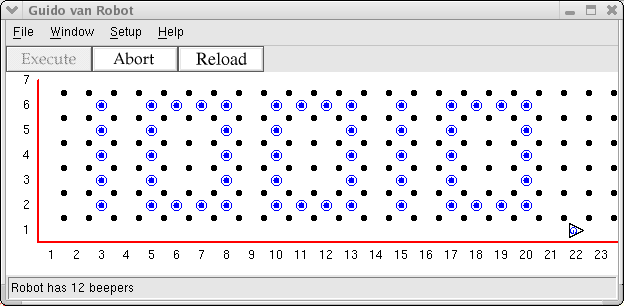 Guido van Robot
File Window Setup Help
Execute Abort Reload
7
6
5
4
3
2
1
1 2 3 4 5 6 7 8 9 10 11 12 13 14 15 16 17 18 19 20 21 22 23
Robot has 12 beepers